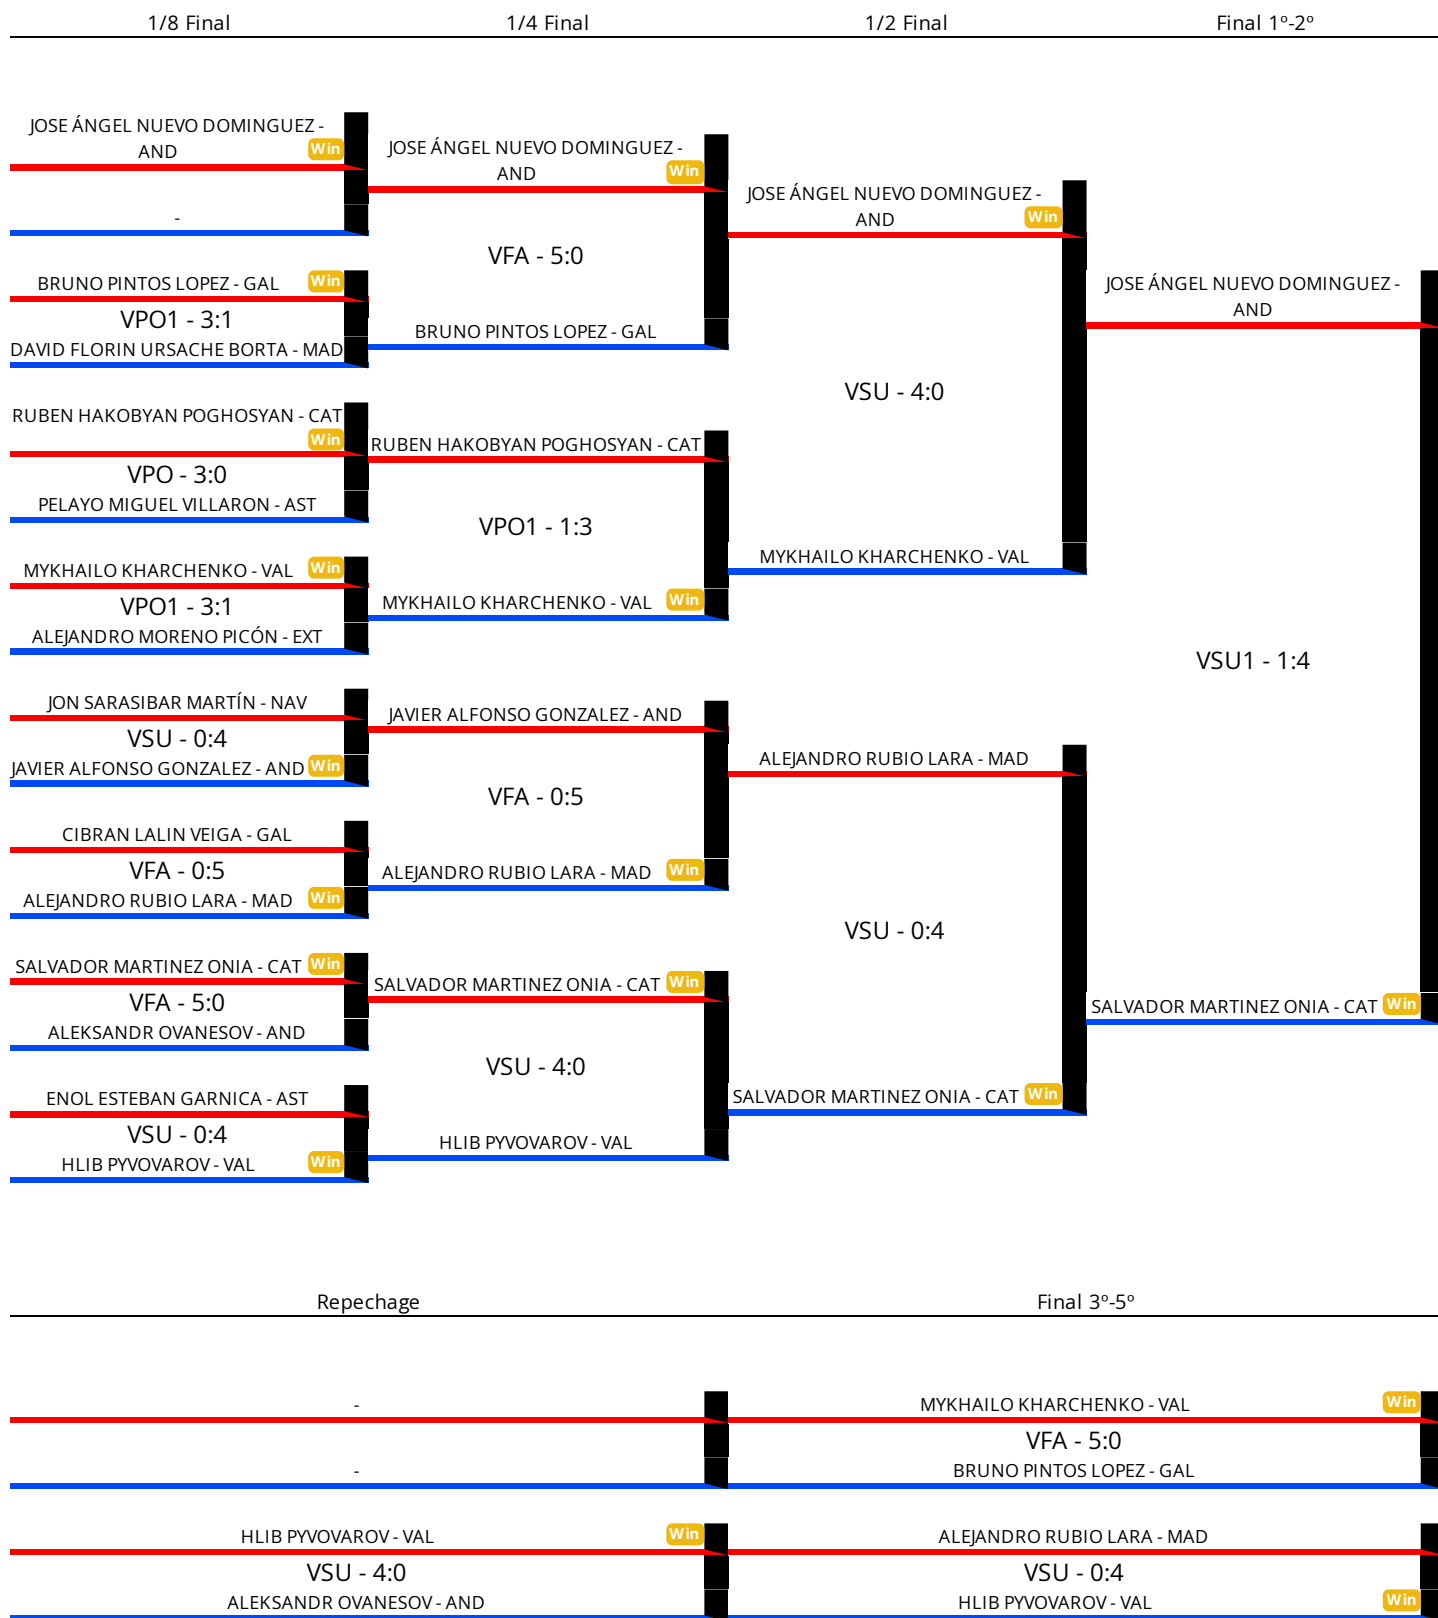 1/8 Final
1/4 Final
1/2 Final
Final 1º-2º
JOSE ÁNGEL NUEVO DOMINGUEZ -
AND
Win
-
BRUNO PINTOS LOPEZ - GAL
Win
VPO1 - 3:1
DAVID FLORIN URSACHE BORTA - MAD
RUBEN HAKOBYAN POGHOSYAN - CAT
Win
VPO - 3:0
PELAYO MIGUEL VILLARON - AST
MYKHAILO KHARCHENKO - VAL
Win
VPO1 - 3:1
ALEJANDRO MORENO PICÓN - EXT
JON SARASIBAR MARTÍN - NAV
VSU - 0:4
JAVIER ALFONSO GONZALEZ - AND
Win
CIBRAN LALIN VEIGA - GAL
VFA - 0:5
ALEJANDRO RUBIO LARA - MAD
Win
SALVADOR MARTINEZ ONIA - CAT
Win
VFA - 5:0
ALEKSANDR OVANESOV - AND
ENOL ESTEBAN GARNICA - AST
VSU - 0:4
HLIB PYVOVAROV - VAL
Win
JOSE ÁNGEL NUEVO DOMINGUEZ -
AND
Win
VFA - 5:0
BRUNO PINTOS LOPEZ - GAL
RUBEN HAKOBYAN POGHOSYAN - CAT
VPO1 - 1:3
MYKHAILO KHARCHENKO - VAL
Win
JAVIER ALFONSO GONZALEZ - AND
VFA - 0:5
ALEJANDRO RUBIO LARA - MAD
Win
SALVADOR MARTINEZ ONIA - CAT
Win
VSU - 4:0
HLIB PYVOVAROV - VAL
JOSE ÁNGEL NUEVO DOMINGUEZ -
AND
Win
VSU - 4:0
MYKHAILO KHARCHENKO - VAL
ALEJANDRO RUBIO LARA - MAD
VSU - 0:4
SALVADOR MARTINEZ ONIA - CAT
Win
JOSE ÁNGEL NUEVO DOMINGUEZ -
AND
VSU1 - 1:4
SALVADOR MARTINEZ ONIA - CAT
Win
Repechage
Final 3º-5º
-
-
HLIB PYVOVAROV - VAL
Win
VSU - 4:0
ALEKSANDR OVANESOV - AND
MYKHAILO KHARCHENKO - VAL
Win
VFA - 5:0
BRUNO PINTOS LOPEZ - GAL
ALEJANDRO RUBIO LARA - MAD
VSU - 0:4
HLIB PYVOVAROV - VAL
Win